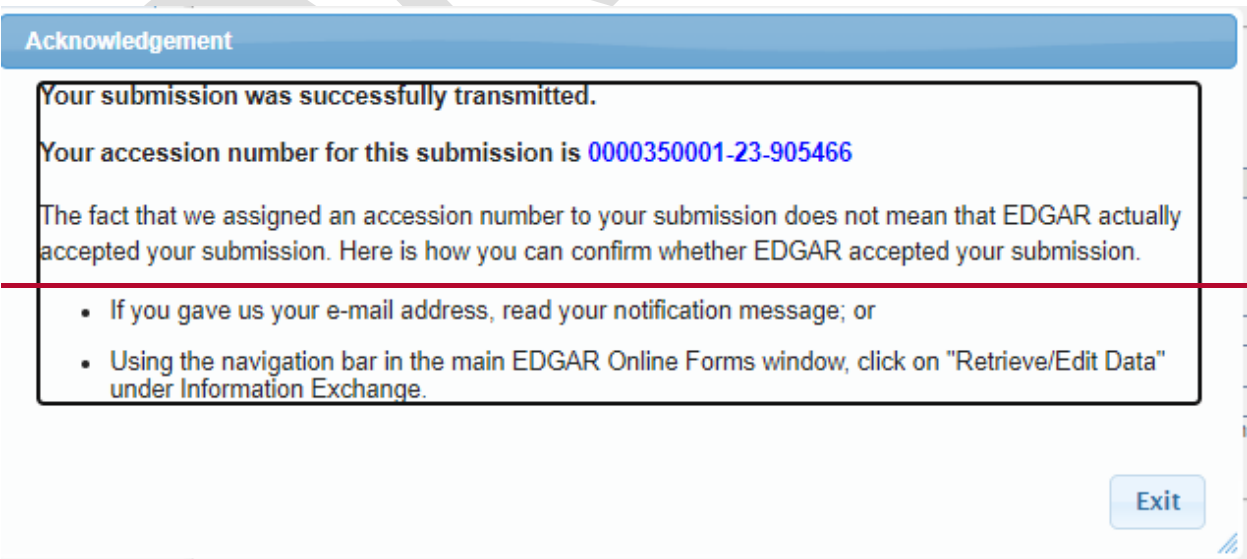 Acknowledgement
Your submission was successfully transmitted.
Your accession number for this submission is 0000350001-23-905466
The fact that we assigned an accession number to your submission does not mean that EDGAR actually
accepted your submission. Here is how you can confirm whether EDGAR accepted your submission.
• If you gave us your e-mail address, read your notification message; or
• Using the navigation bar in the main EDGAR Online Forms window, click on "Retrieve/Edit Data"
under Information Exchange.
Exit